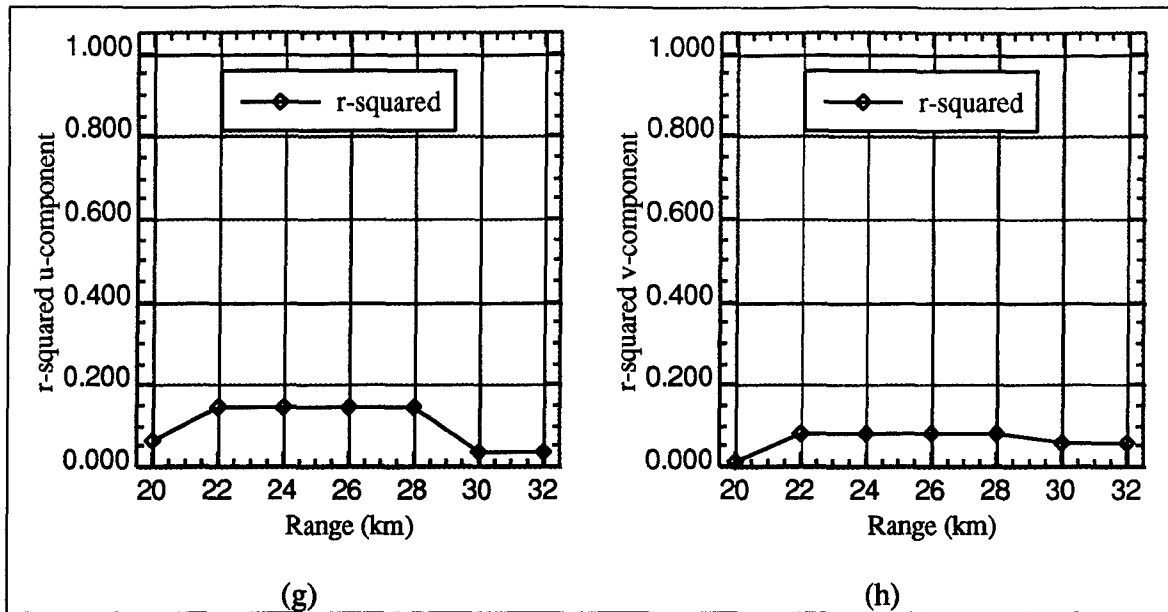 r-squared u-component
1.000
0.800
0.600
0.400
0.200
0.000
r-squared
20 22 24 26 28 30 32
Range (km)
(g)
r-squared v-component
1.000
0.800
0.600
0.400
0.200
0.000
r-squared
20 22 24 26 28 30 32
Range (km)
(h)